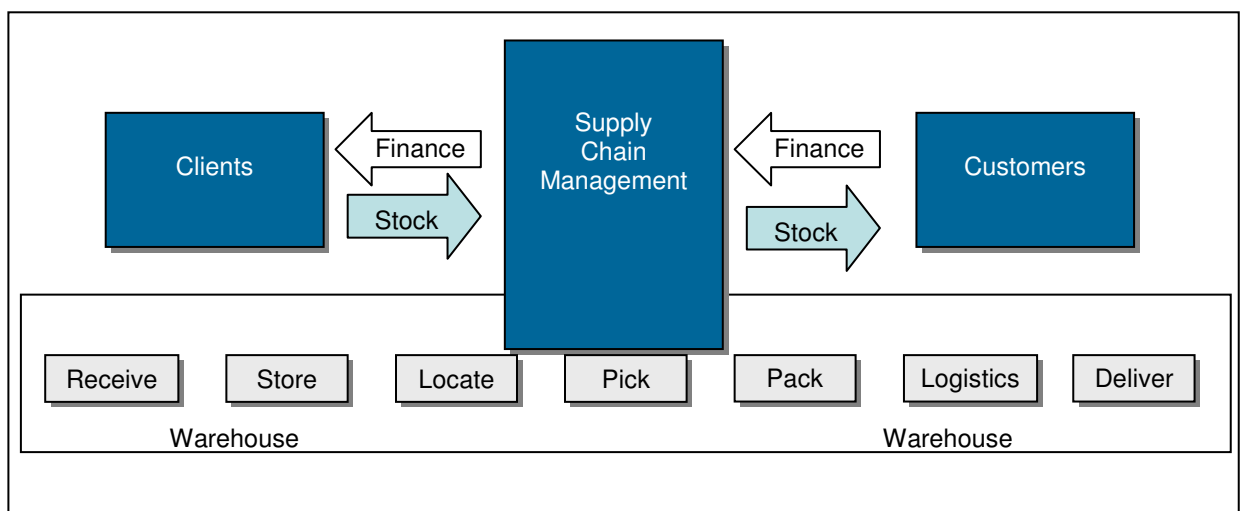 Supply
Chain
Management
Clients
Finance
Stock
Finance
Stock
Customers
Receive
Store
Locate
Pick
Pack
Logistics
Deliver
Warehouse
Warehouse